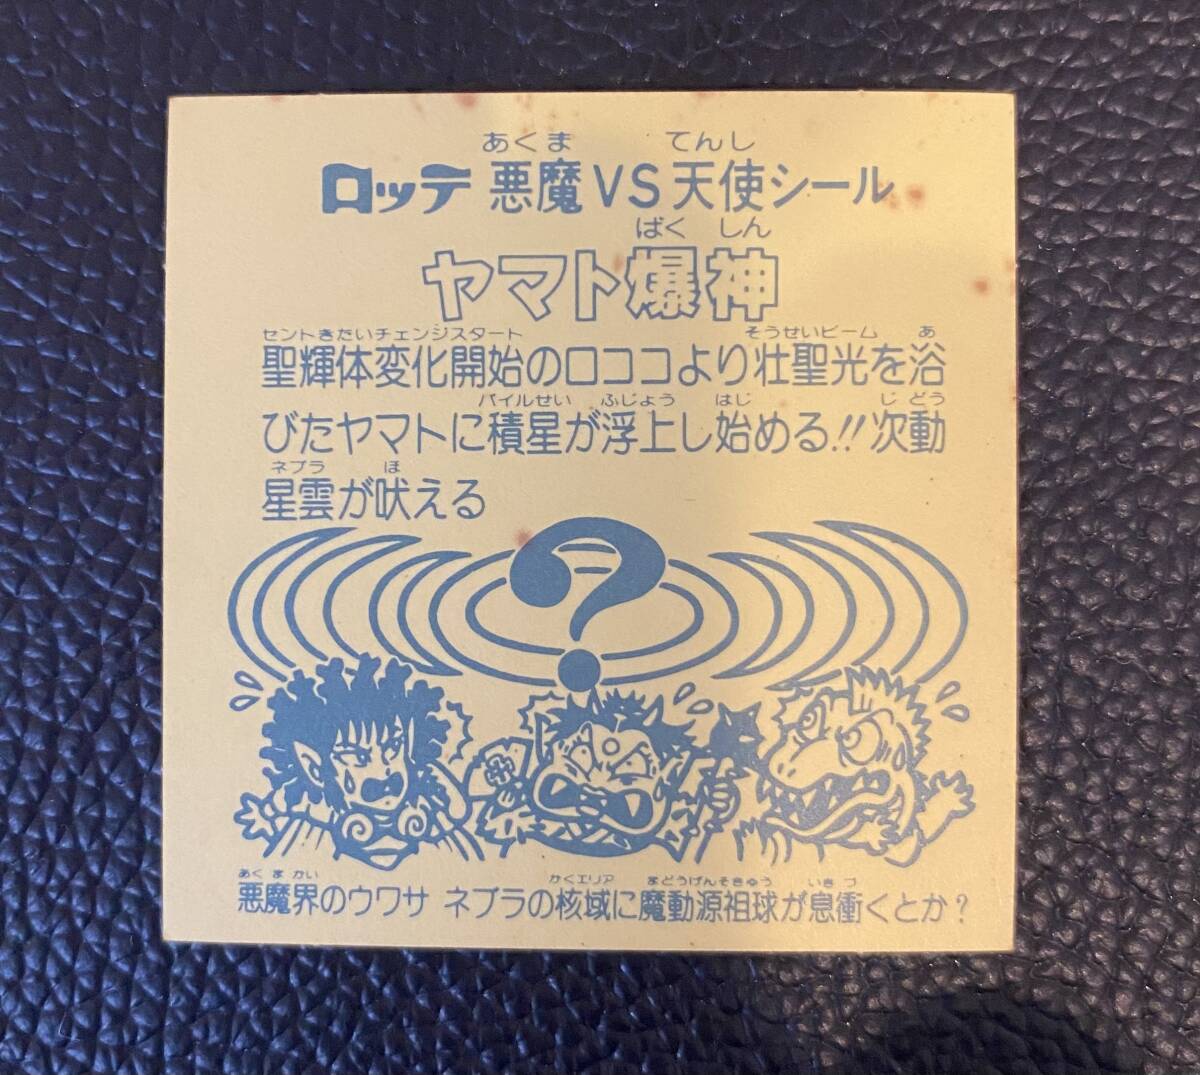 あくま てんし
ロッテ 悪魔VS天使シール
ばく しん
ヤマト爆神
セントきたいチェンジスタート そうせいビーム あ
聖輝体変化開始のロココより壮聖光を浴
パイルせい ふじょう はじ じどう
びたヤマトに積星が浮上し始める!!次動
ネブラ ほ
星雲が吠える
?
あくまかい かくエリア まどうげんそきゅう いきづ
悪魔界のウワサ ネブラの核域に魔動源祖球が息衝くとか?